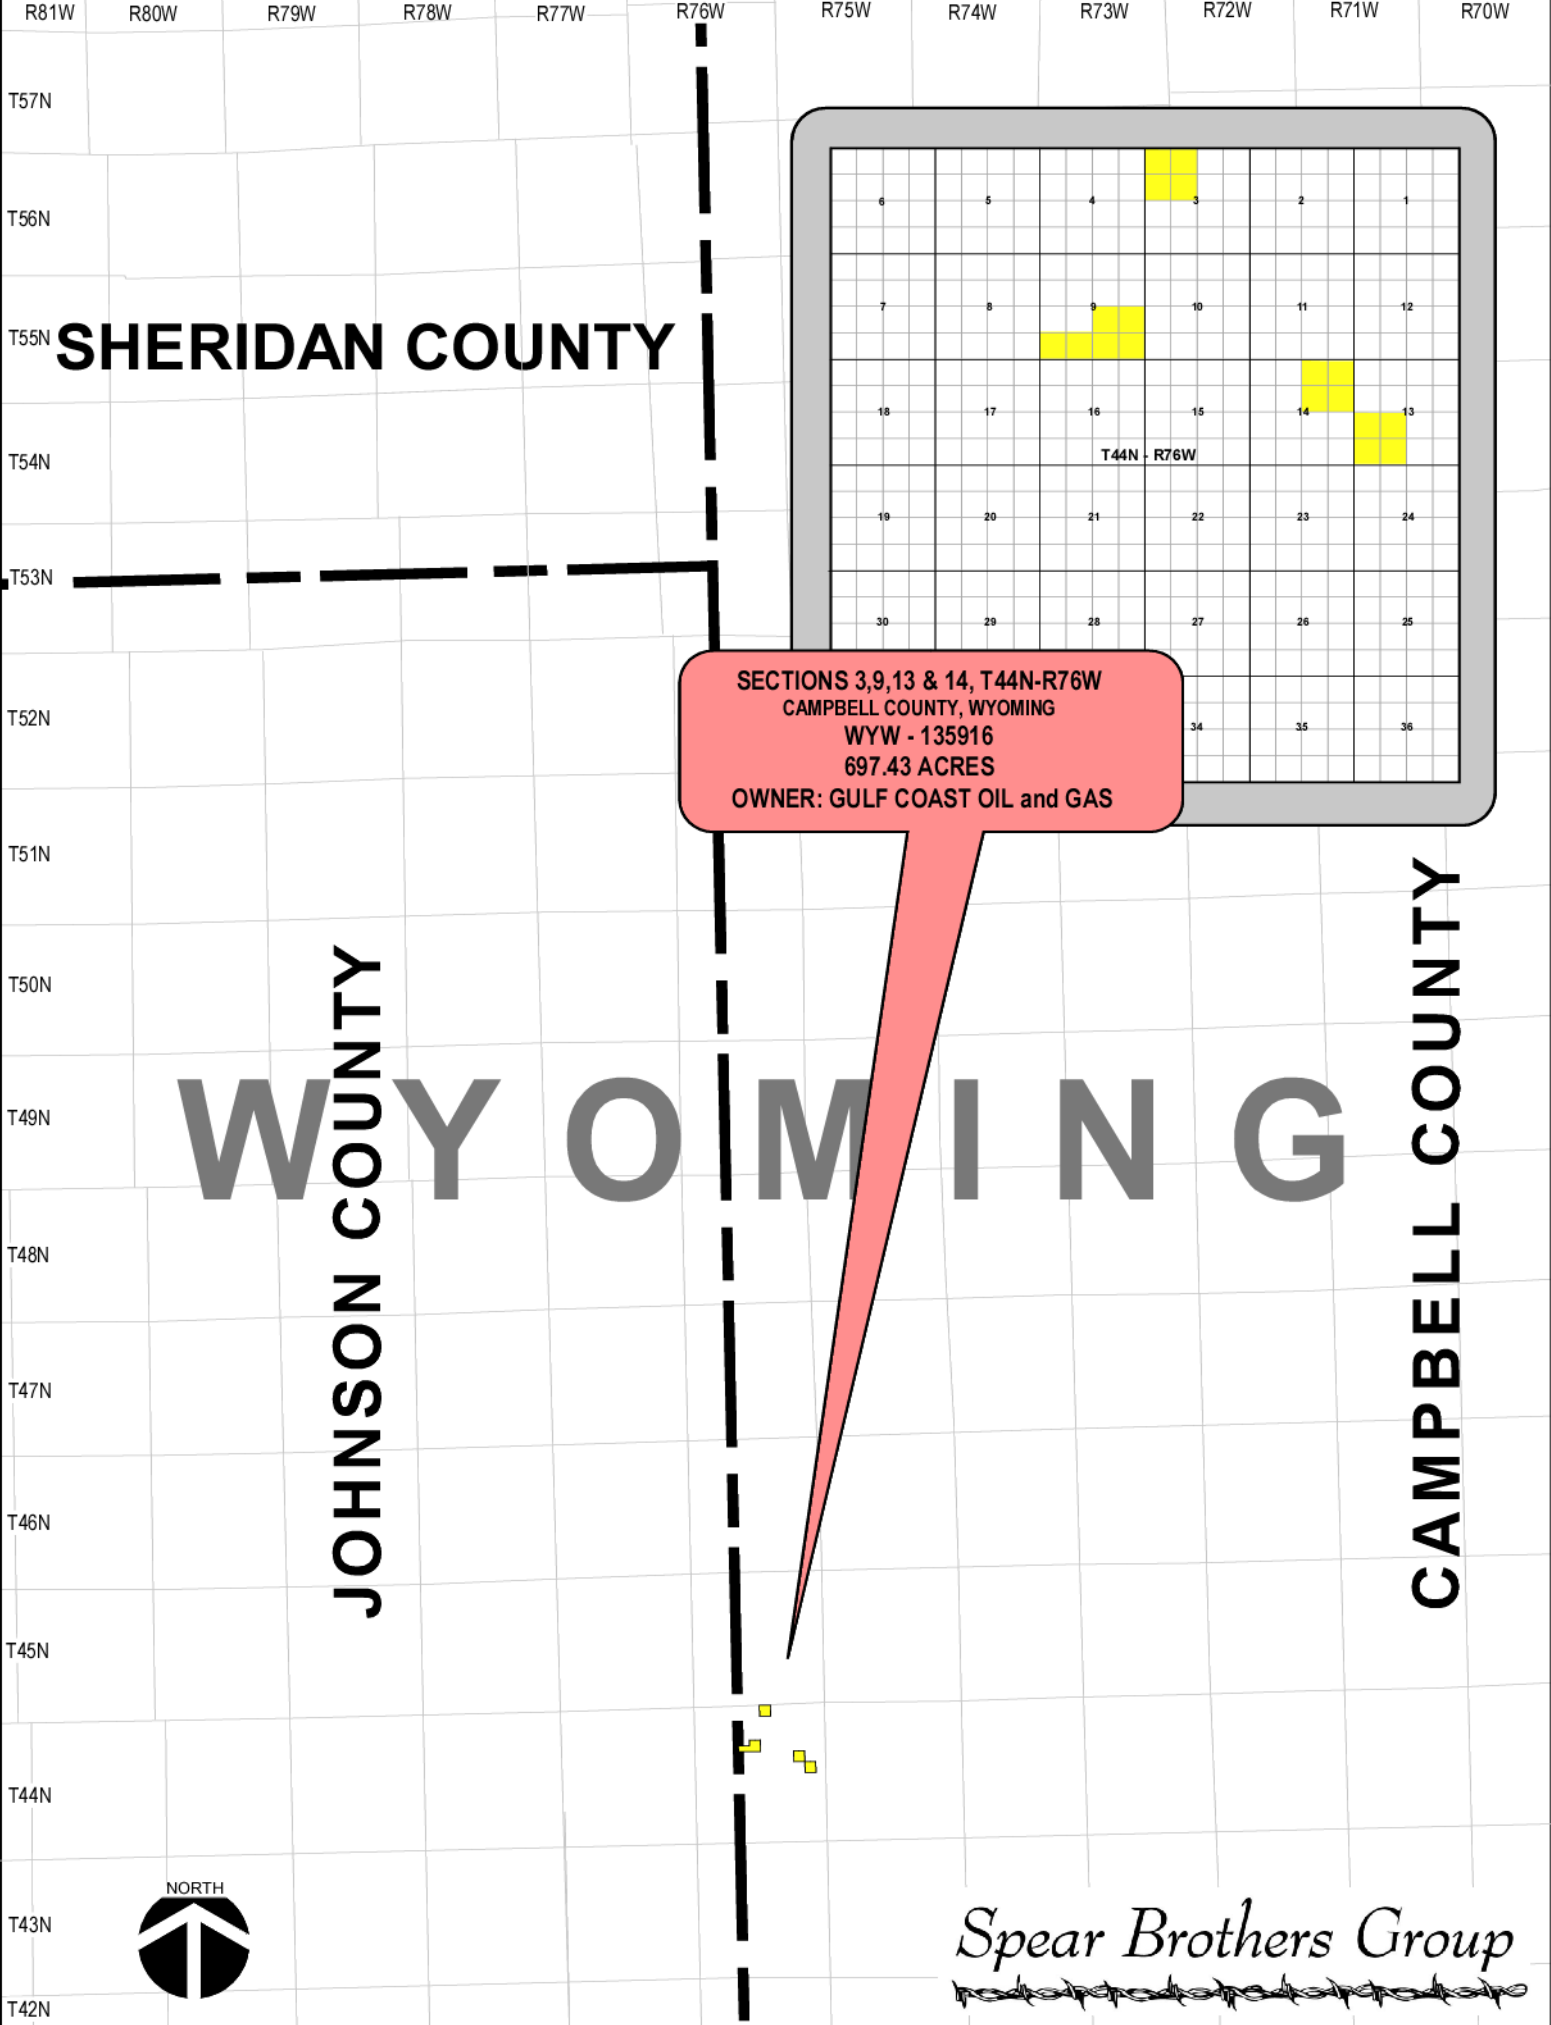 R81W R80W R79W R78W R77W R76W R75W R74W R73W R72W R71W R70W
T57N
T56N
T55N
T54N
T53N
T52N
T51N
T50N
T49N
T48N
T47N
T46N
T45N
T44N
T43N
T42N
SHERIDAN COUNTY
6 5 4 3 2 1
7 8 9 10 11 12
18 17 16 15 14 13
T44N - R76W
19 20 21 22 23 24
30 29 28 27 26 25
34 35 36
SECTIONS 3,9,13 & 14, T44N-R76W
CAMPBELL COUNTY, WYOMING
WYW - 135916
697.43 ACRES
OWNER: GULF COAST OIL and GAS
JOHNSON COUNTY
WYOMING
CAMPBELL COUNTY
NORTH
Spear Brothers Group